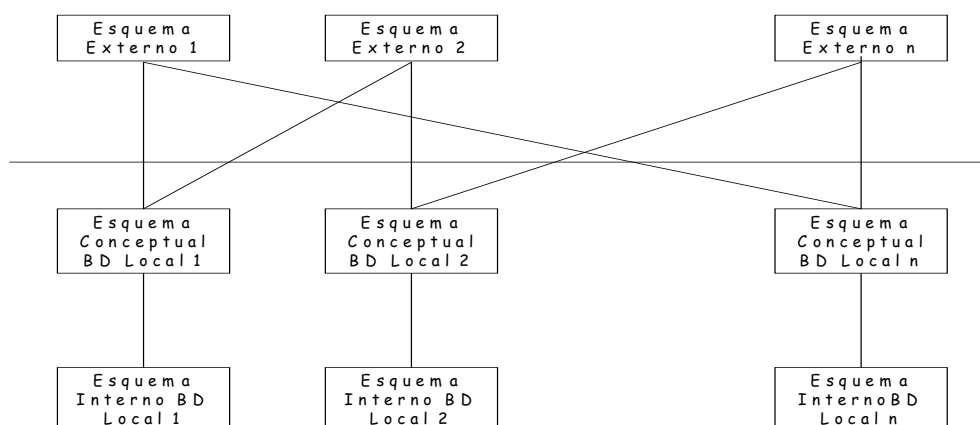 Esquema
Externo 1
Esquema
Externo 2
Esquema
Externo n
Esquema
Conceptual
BD Local 1
Esquema
Conceptual
BD Local 2
Esquema
Conceptual
BD Local n
Esquema
Interno BD
Local 1
Esquema
Interno BD
Local 2
Esquema
InternoBD
Local n